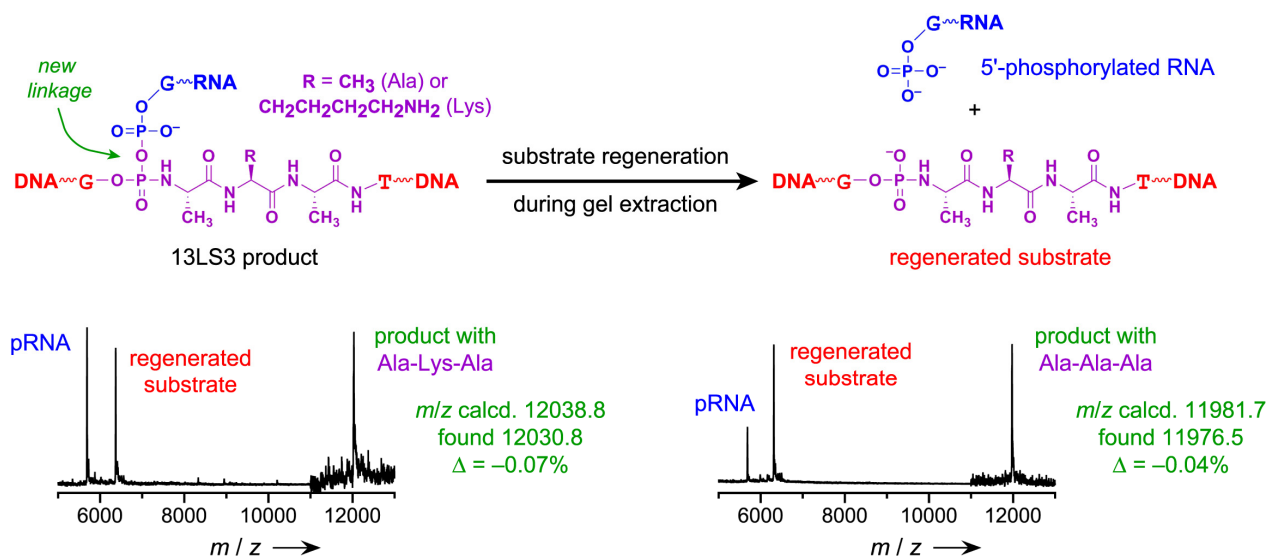 new
linkage
G RNA
O
O=P–O–
O
DNA G–O–P–NH
O
CH3
O
N
H
R
O
H
N
CH3
O
N
H
T DNA
R = CH3 (Ala) or
CH2CH2CH2CH2NH2 (Lys)
13LS3 product
substrate regeneration
during gel extraction
G RNA
O
O=P–O–
O–
5'-phosphorylated RNA
+
–O
DNA G–O–P–NH
O
CH3
O
N
H
R
O
H
N
CH3
O
N
H
T DNA
regenerated substrate
pRNA
regenerated
substrate
product with
Ala-Lys-Ala
m/z calcd. 12038.8
found 12030.8
Δ = –0.07%
6000 8000 10000 12000
m / z
pRNA
regenerated
substrate
product with
Ala-Ala-Ala
m/z calcd. 11981.7
found 11976.5
Δ = –0.04%
6000 8000 10000 12000
m / z